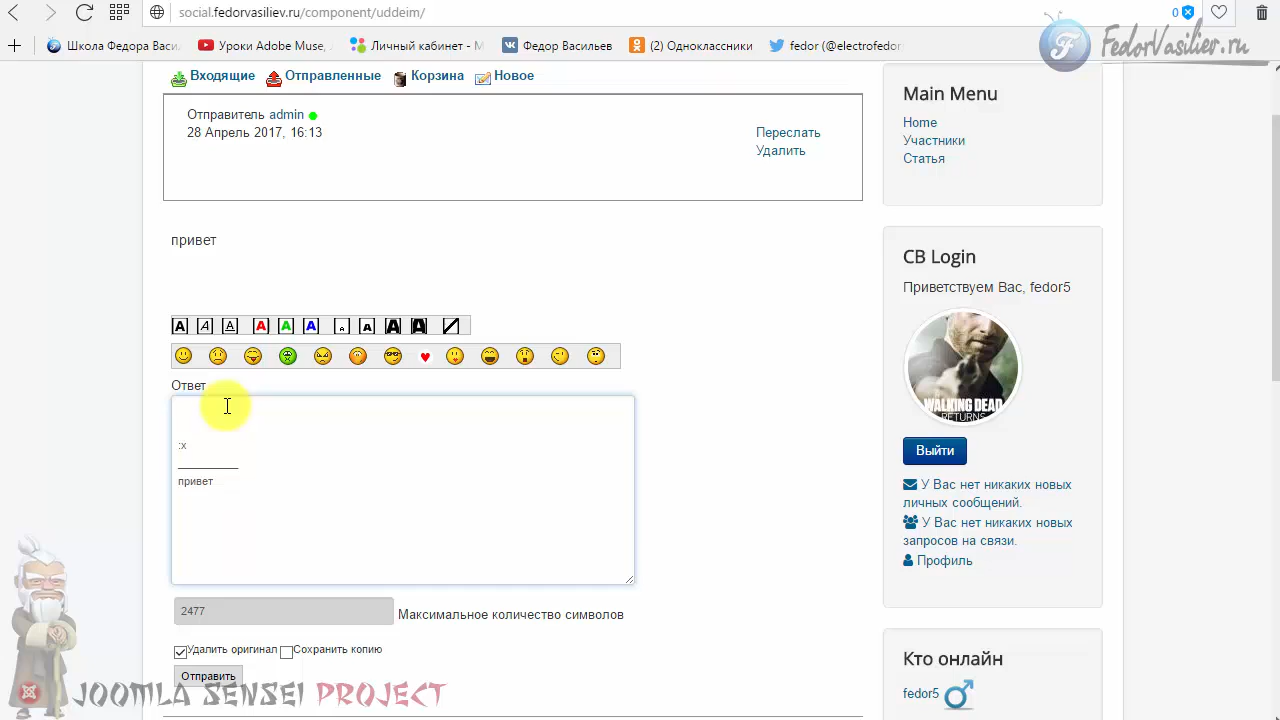 social.fedorvasiliev.ru/component/uddeim/
0
Школа Федора Васи.
Уроки Adobe Muse,
Личный кабинет - М
Федор Васильев
(2) Одноклассники
fedor (@electrofedor
FedorVasiliev.ru
Входящие
Отправленные
Корзина
Новое
Отправитель admin
28 Апрель 2017, 16:13
Переслать
Удалить
привет
Ответ
:x
привет
2477
Максимальное количество символов
Удалить оригинал
Сохранить копию
Отправить
JOOMLA SENSEI PROJECT
Main Menu
Home
Участники
Статья
CB Login
Приветствуем Вас, fedor5
WALKING DEAD
RETURNS
Выйти
У Вас нет никаких новых
личных сообщений.
У Вас нет никаких новых
запросов на связи.
Профиль
Кто онлайн
fedor5